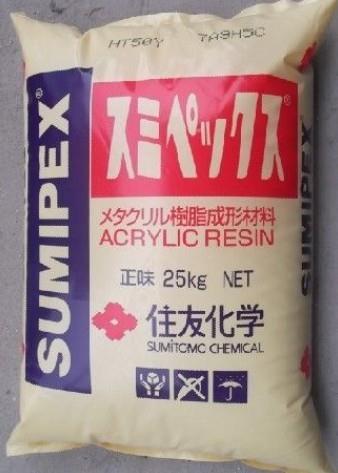 HT50Y 7A9H5C
SUMIPEX®
スミペックス®
メタクリル樹脂成形材料
ACRYLIC RESIN
正味 25kg NET
住友化学
SUMITOMO CHEMICAL